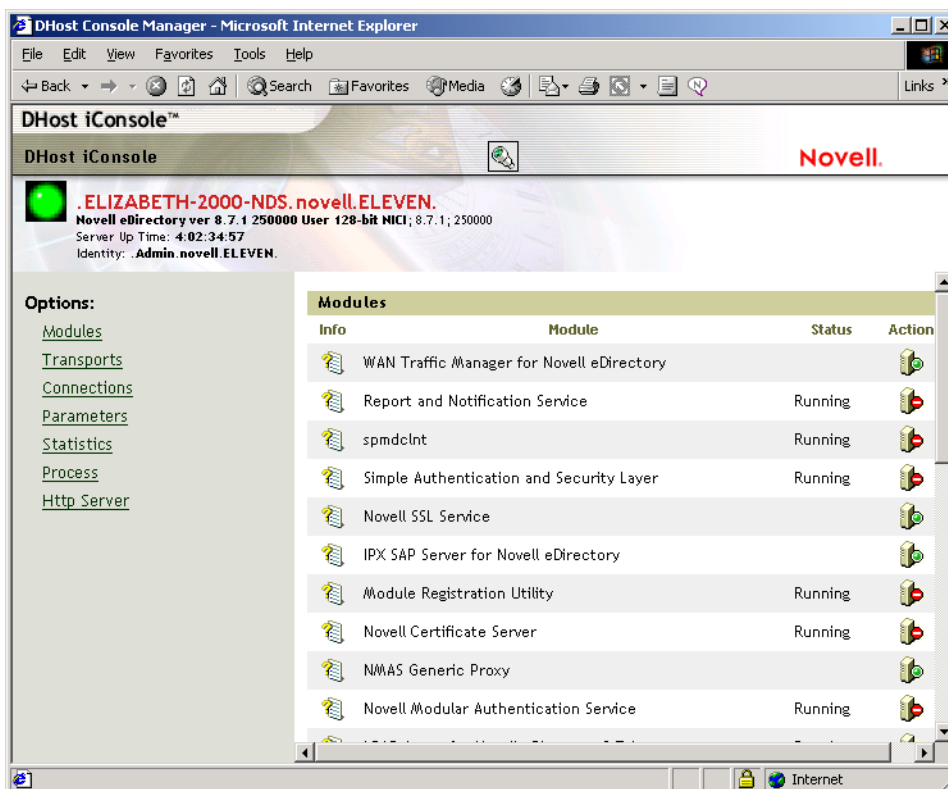 DHost Console Manager - Microsoft Internet Explorer
File Edit View Favorites Tools Help
Back Search Favorites Media Links
DHost iConsole™
DHost iConsole
Novell.
.ELIZABETH-2000-NDS.novell.ELEVEN.
Novell eDirectory ver 8.7.1 250000 User 128-bit NICI; 8.7.1; 250000
Server Up Time: 4:02:34:57
Identity: .Admin.novell.ELEVEN.
Options:
Modules
Transports
Connections
Parameters
Statistics
Process
Http Server
Modules
Info Module Status Action
WAN Traffic Manager for Novell eDirectory
Report and Notification Service Running
spmdclnt Running
Simple Authentication and Security Layer Running
Novell SSL Service
IPX SAP Server for Novell eDirectory
Module Registration Utility Running
Novell Certificate Server Running
NMAS Generic Proxy
Novell Modular Authentication Service Running
Internet